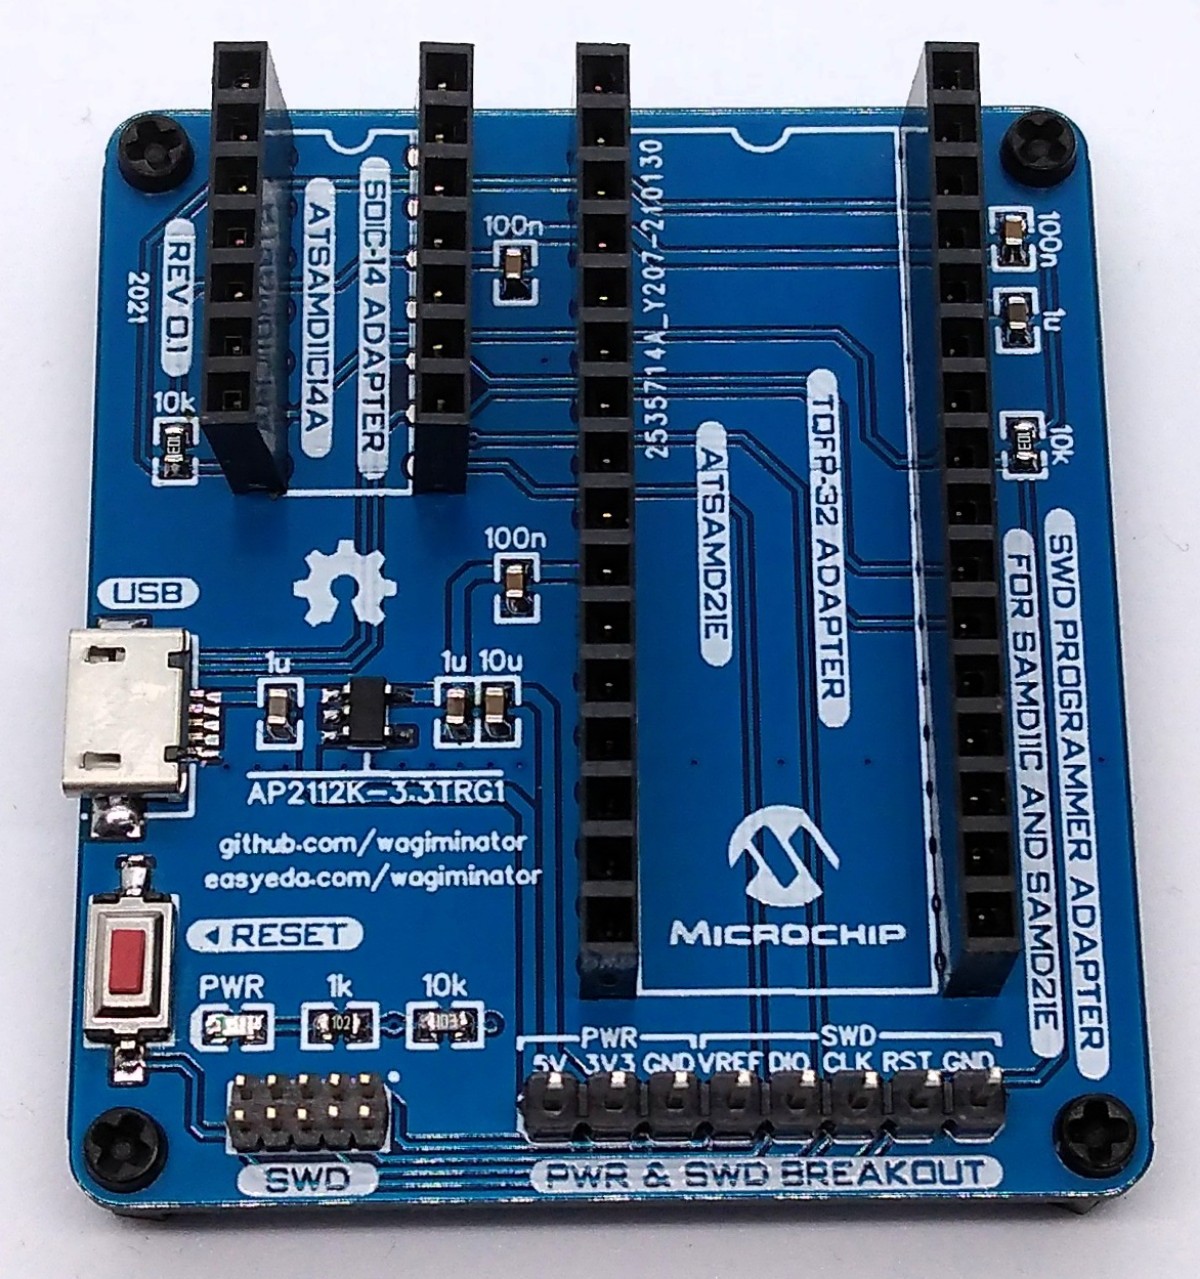 REV 0.1
2021
ATSAMD11C14A
SOIC-14 ADAPTER
100n
2535714A_Y207-210130
100n
1u
10k
10k
TQFP-32 ADAPTER
ATSAMD21E
SWD PROGRAMMER ADAPTER
FOR SAMD11C AND SAMD21E
100n
USB
1u
1u
10u
AP2112K-3.3TRG1
github.com/wagiminator
easyeda.com/wagiminator
MICROCHIP
RESET
PWR
1k
10k
102
103
103
103
PWR
SWD
5V 3V3 GND VREF DIO CLK RST GND
SWD
PWR & SWD BREAKOUT